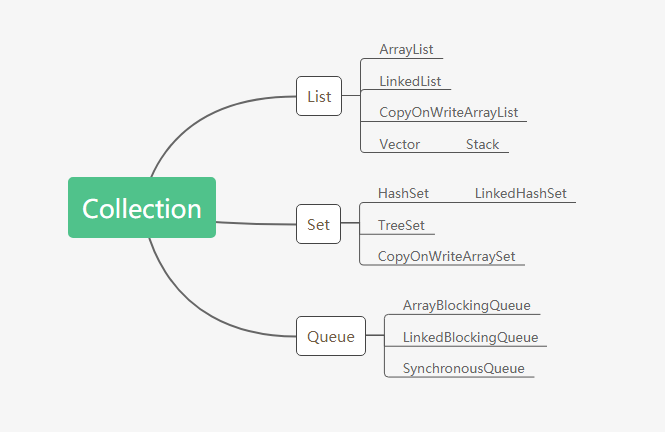 Collection
List
ArrayList
LinkedList
CopyOnWriteArrayList
Vector Stack
Set
HashSet LinkedHashSet
TreeSet
CopyOnWriteArraySet
Queue
ArrayBlockingQueue
LinkedBlockingQueue
SynchronousQueue